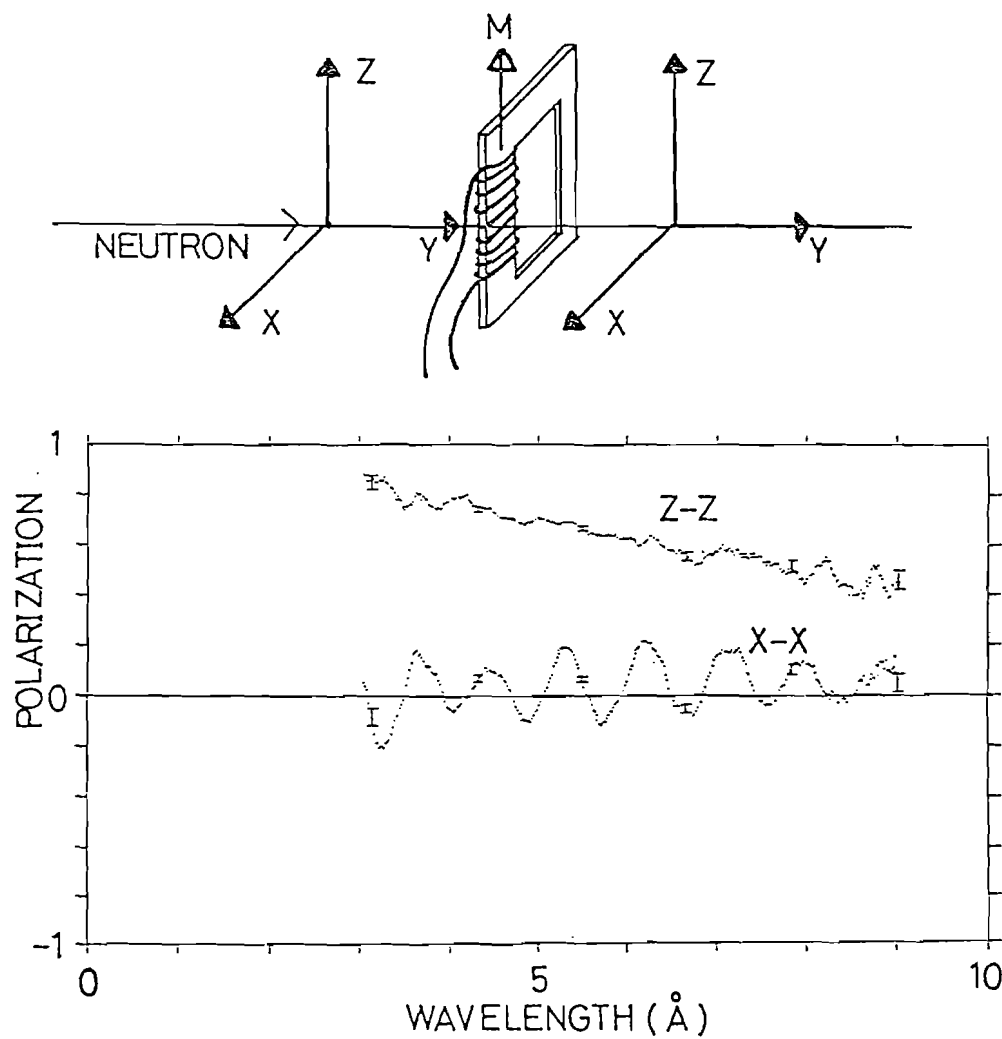 M
Z
Z
NEUTRON
Y
Y
X
X
1
Z-Z
X-X
POLARIZATION
0
-1
0
5
10
WAVELENGTH (Å)